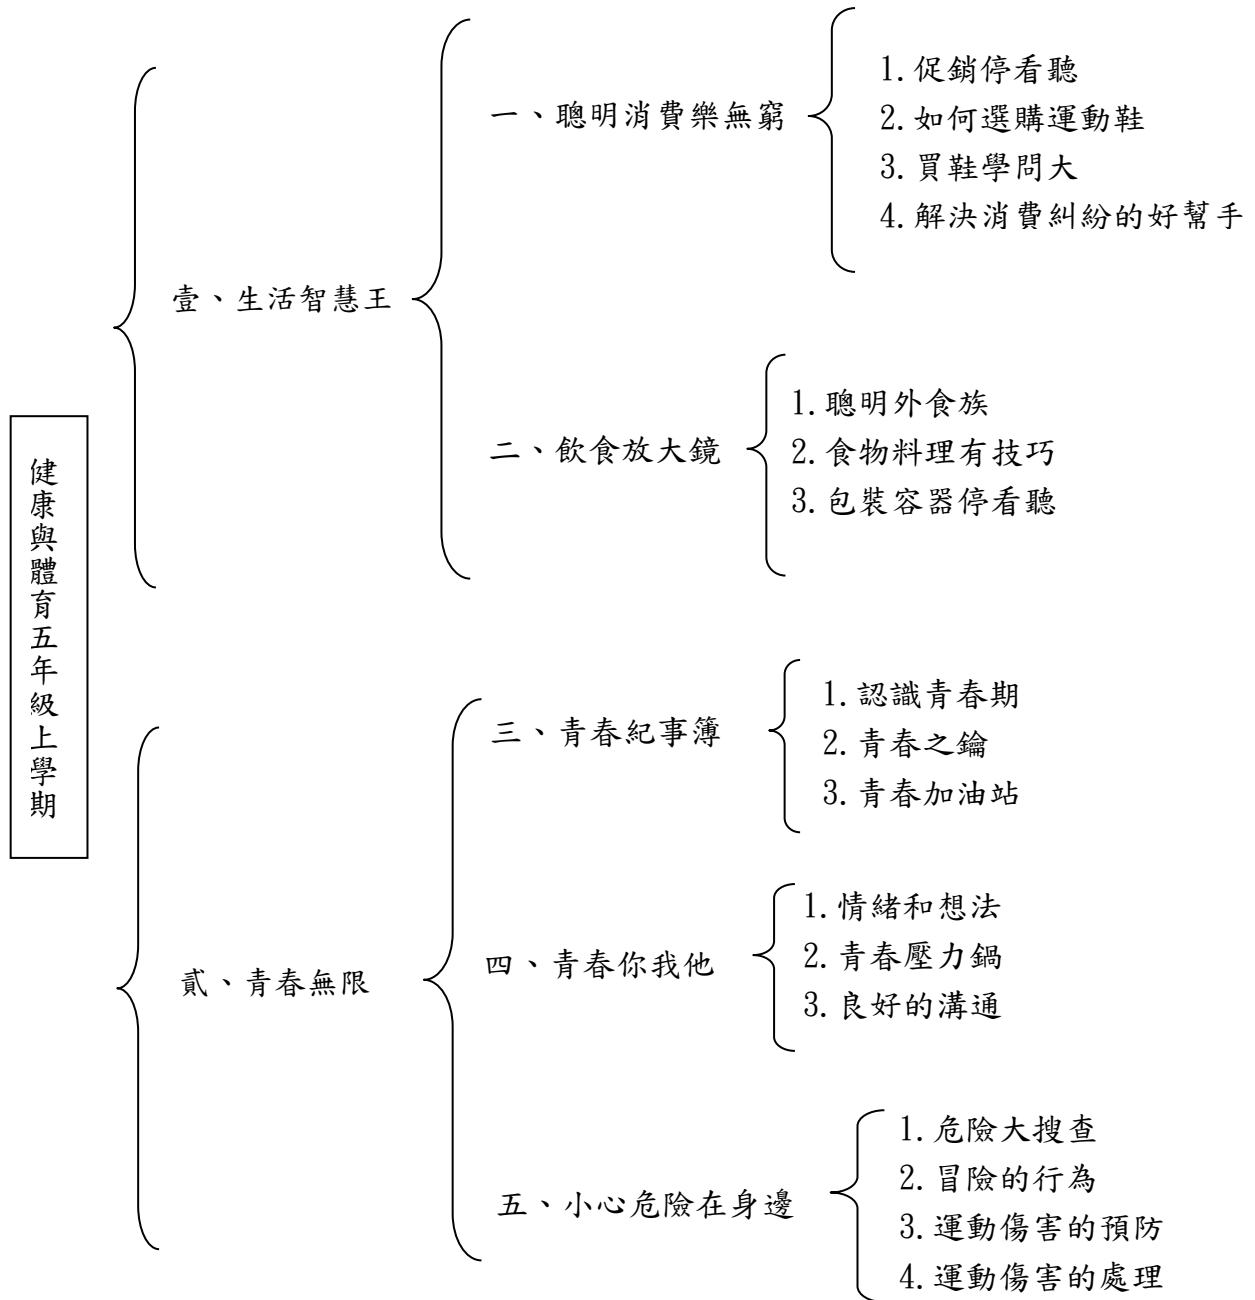 健康與體育五年級上學期
壹、生活智慧王
一、聰明消費樂無窮
1.促銷停看聽
2.如何選購運動鞋
3.買鞋學問大
4.解決消費糾紛的好幫手
二、飲食放大鏡
1.聰明外食族
2.食物料理有技巧
3.包裝容器停看聽
貳、青春無限
三、青春紀事簿
1.認識青春期
2.青春之鑰
3.青春加油站
四、青春你我他
1.情緒和想法
2.青春壓力鍋
3.良好的溝通
五、小心危險在身邊
1.危險大搜查
2.冒險的行為
3.運動傷害的預防
4.運動傷害的處理